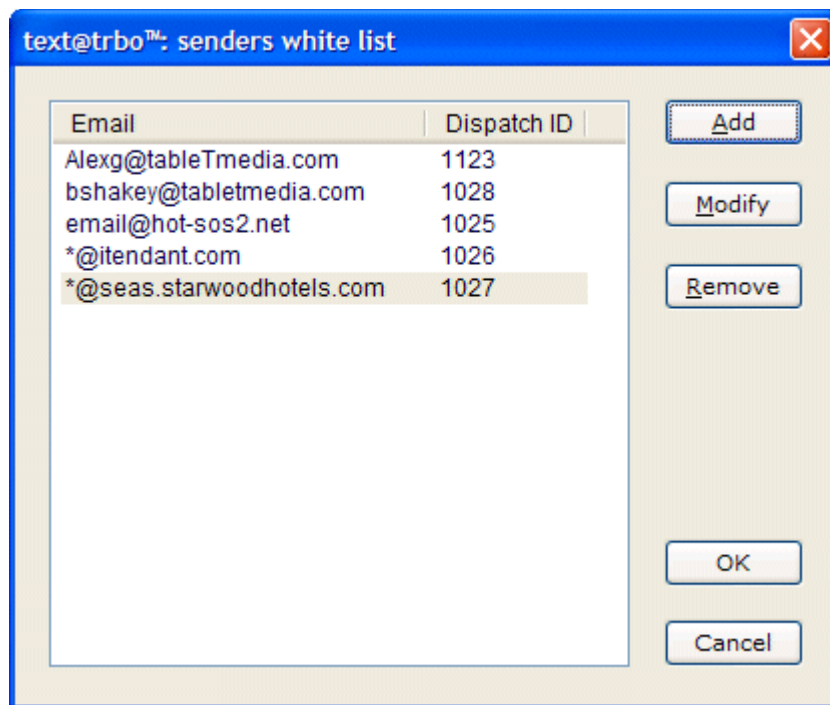 text@trbo™: senders white list
Email Dispatch ID
Alexg@tableTmedia.com 1123
bshakey@tabletmedia.com 1028
email@hot-sos2.net 1025
*@itendant.com 1026
*@seas.starwoodhotels.com 1027
Add
Modify
Remove
OK
Cancel